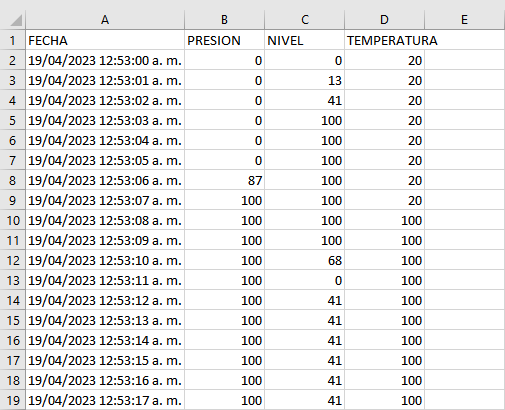 A B C D E
1 FECHA PRESION NIVEL TEMPERATURA
2 19/04/2023 12:53:00 a. m. 0 0 20
3 19/04/2023 12:53:01 a. m. 0 13 20
4 19/04/2023 12:53:02 a. m. 0 41 20
5 19/04/2023 12:53:03 a. m. 0 100 20
6 19/04/2023 12:53:04 a. m. 0 100 20
7 19/04/2023 12:53:05 a. m. 0 100 20
8 19/04/2023 12:53:06 a. m. 87 100 20
9 19/04/2023 12:53:07 a. m. 100 100 20
10 19/04/2023 12:53:08 a. m. 100 100 100
11 19/04/2023 12:53:09 a. m. 100 100 100
12 19/04/2023 12:53:10 a. m. 100 68 100
13 19/04/2023 12:53:11 a. m. 100 0 100
14 19/04/2023 12:53:12 a. m. 100 41 100
15 19/04/2023 12:53:13 a. m. 100 41 100
16 19/04/2023 12:53:14 a. m. 100 41 100
17 19/04/2023 12:53:15 a. m. 100 41 100
18 19/04/2023 12:53:16 a. m. 100 41 100
19 19/04/2023 12:53:17 a. m. 100 41 100